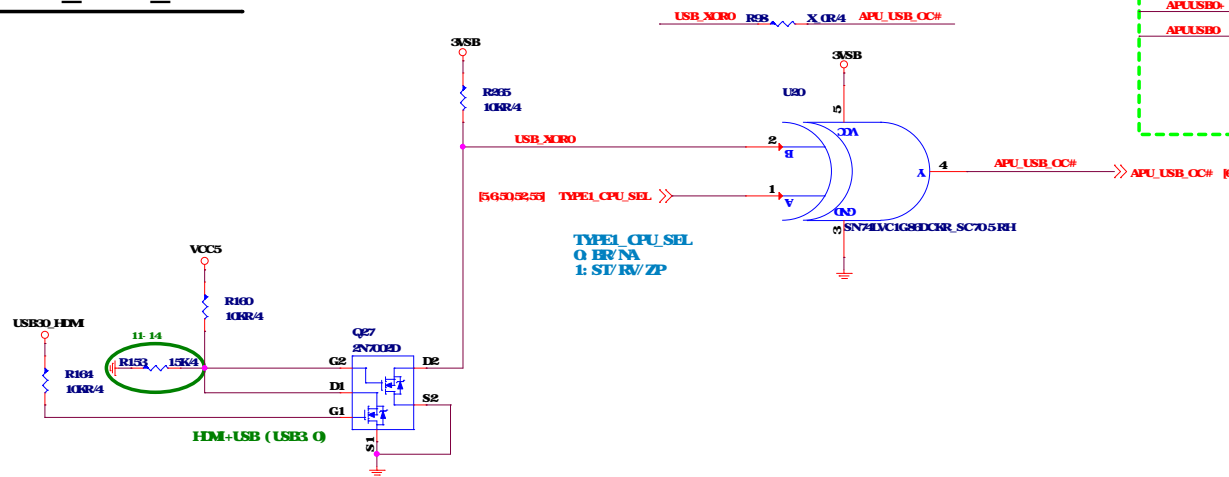 USB_XOR0 R98 X_0R/4 APU_USB_OC#
APUUSB0+
APUUSB0
3VSB
R265
10KR/4
USB_XOR0
3VSB
U20
5
VCC
2
B
1
A
Y
4
GND
3
APU_USB_OC#
APU_USB_OC#
SN74LVC1G86DCKR_SC70-5-RH
[5,6,50,52,55] TYPE1_CPU_SEL
TYPE1_CPU_SEL
0: BR/NA
1: ST/RV/ZP
VCC5
R160
10KR/4
USB30_HDMI
11-14
R153 15K/4
R164
10KR/4
Q27
2N7002D
G2
D2
D1
S2
G1
S1
HDMI+USB (USB3.0)